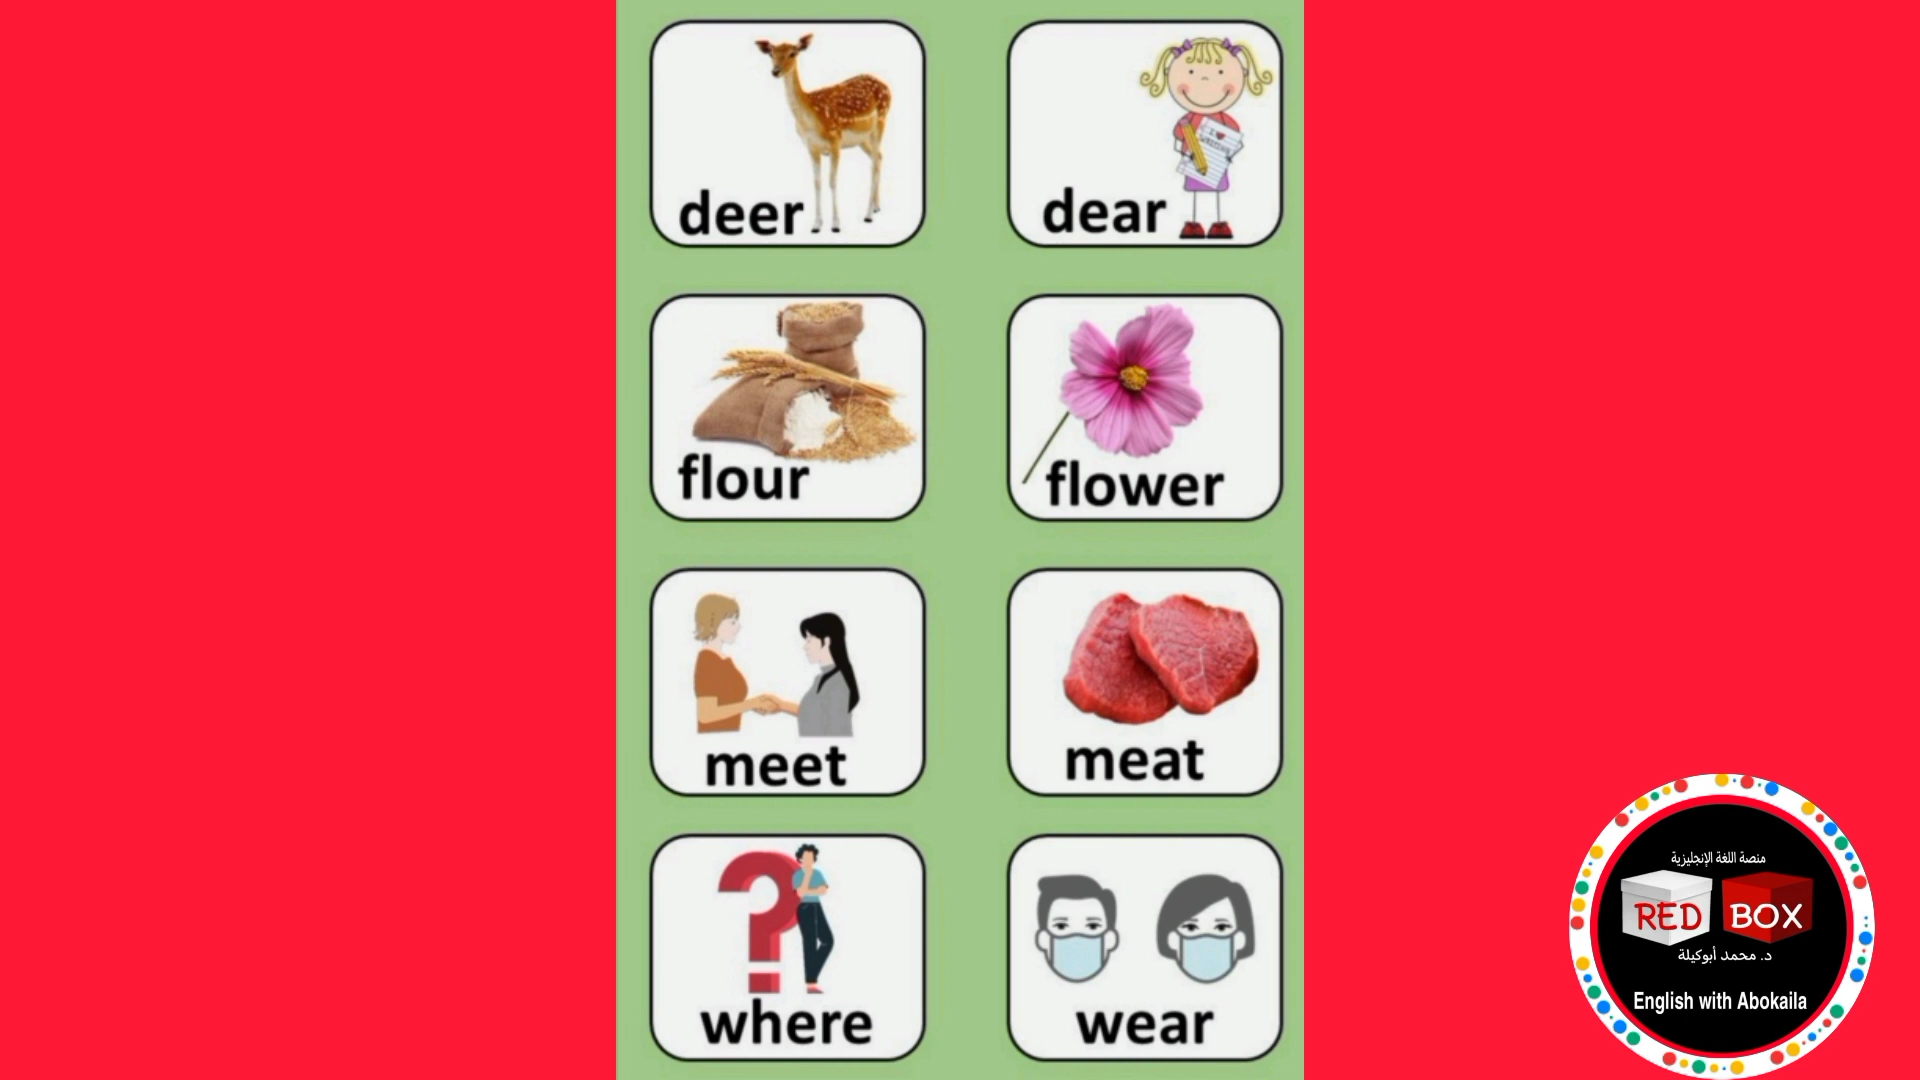 deer
dear
I ❤
flour
flower
meet
meat
where
wear
منصة اللغة الإنجليزية
RED BOX
د. محمد أبوكيلة
English with Abokaila